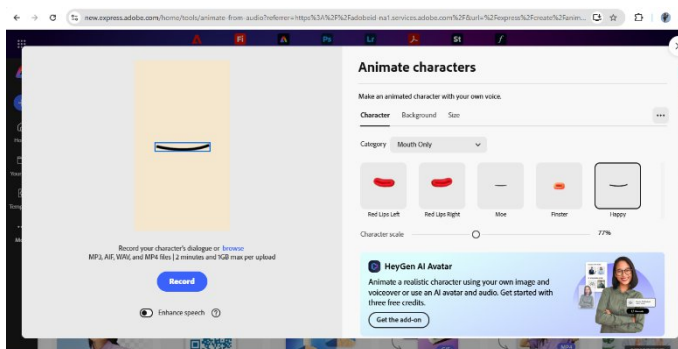 new.express.adobe.com/home/tools/animate-from-audio?referrer=https%3A%2F%2Fadobeid-na1.services.adobe.com%2F&url=%2Fexpress%2Fcreate%2Fanim...
Fi
Ps
Lr
St
f
Animate characters
Make an animated character with your own voice.
Character Background Size
Category Mouth Only
Red Lips Left Red Lips Right Moe Finster Happy
Character scale 77%
Record your character's dialogue or browse
MP3, AIF, WAV, and MP4 files | 2 minutes and 1GB max per upload
Record
Enhance speech
HeyGen AI Avatar
Animate a realistic character using your own image and
voiceover or use an AI avatar and audio. Get started with
three free credits.
Get the add-on